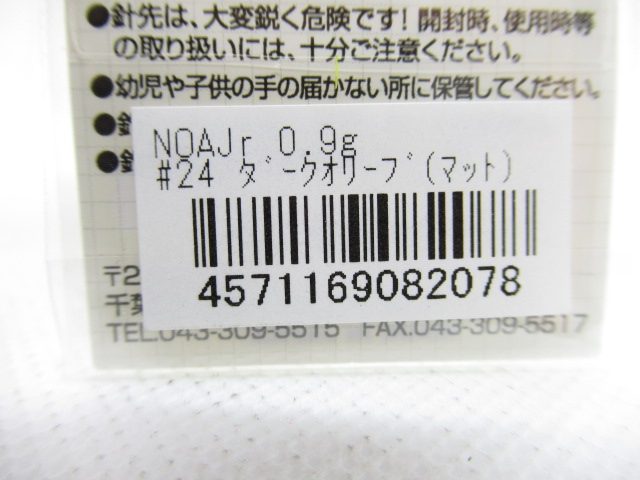 ●針先は、大変鋭く危険です!開封時、使用時等
の取り扱いには、十分ご注意ください。
●幼児や子供の手の届かない所に保管してください。
●
●
NOAJr 0.9g
#24 ダークオリーブ(マット)
4571169082078
〒2
千葉
TEL.043-309-5515 FAX.043-309-5517